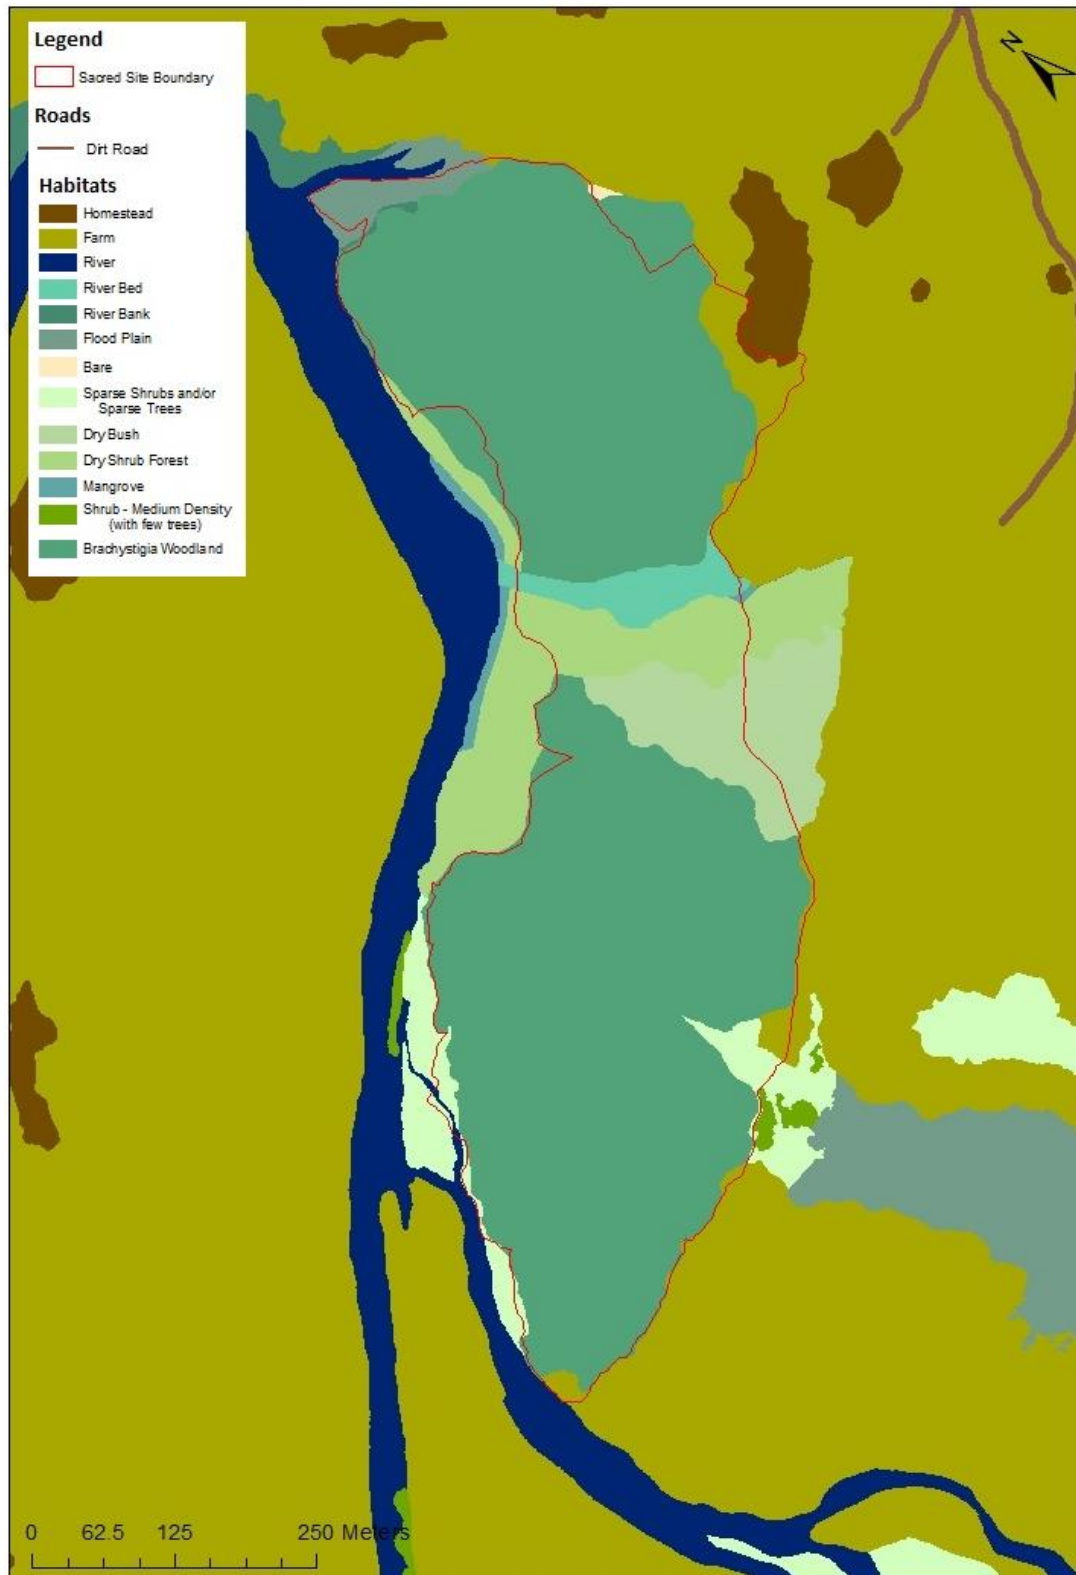 Legend
Sacred Site Boundary
Roads
Dirt Road
Habitats
Homestead
Farm
River
River Bed
River Bank
Flood Plain
Bare
Sparse Shrubs and/or
Sparse Trees
Dry Bush
Dry Shrub Forest
Mangrove
Shrub - Medium Density
(with few trees)
Brachystigia Woodland
N
0 62.5 125 250 Meters